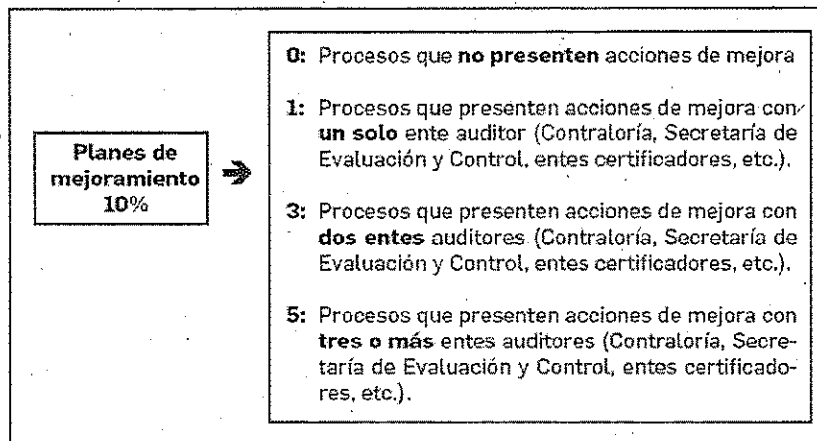 Planes de
mejoramiento
10%
0: Procesos que no presenten acciones de mejora
1: Procesos que presenten acciones de mejora con
un solo ente auditor (Contraloría, Secretaría de
Evaluación y Control, entes certificadores, etc.).
3: Procesos que presenten acciones de mejora con
dos entes auditores (Contraloría, Secretaría de
Evaluación y Control, entes certificadores, etc.).
5: Procesos que presenten acciones de mejora con
tres o más entes auditores (Contraloría, Secre-
taría de Evaluación y Control, entes certificado-
res, etc.).